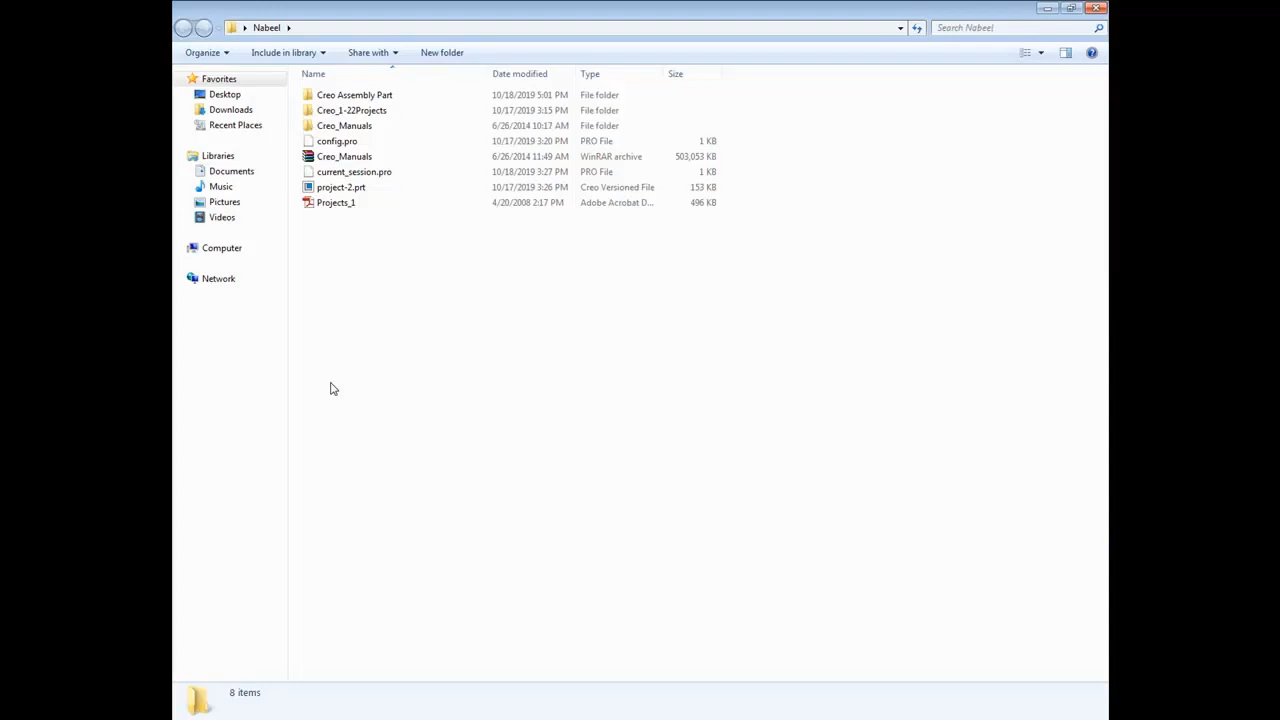 Nabeel
Search Nabeel
Organize Include in library Share with New folder
Name Date modified Type Size
Favorites
Desktop
Downloads
Recent Places
Libraries
Documents
Music
Pictures
Videos
Computer
Network
Creo Assembly Part 10/18/2019 5:01 PM File folder
Creo_1-22Projects 10/17/2019 3:15 PM File folder
Creo_Manuals 6/26/2014 10:17 AM File folder
config.pro 10/17/2019 3:20 PM PRO File 1 KB
Creo_Manuals 6/26/2014 11:49 AM WinRAR archive 503,053 KB
current_session.pro 10/18/2019 3:27 PM PRO File 1 KB
project-2.prt 10/17/2019 3:26 PM Creo Versioned File 153 KB
Projects_1 4/20/2008 2:17 PM Adobe Acrobat D... 496 KB
8 items